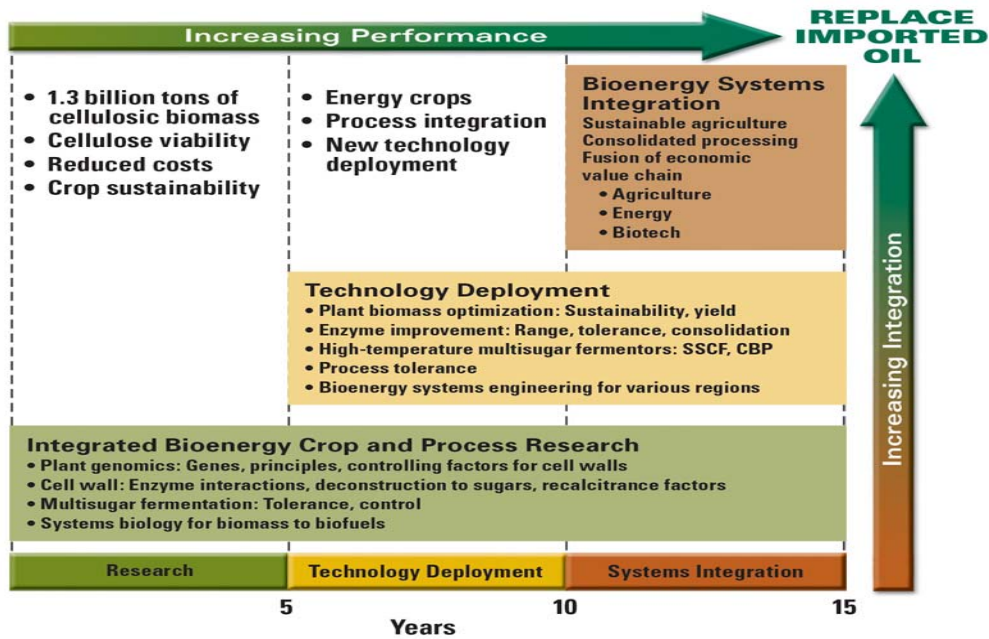 Increasing Performance
REPLACE
IMPORTED
OIL
• 1.3 billion tons of
cellulosic biomass
• Cellulose viability
• Reduced costs
• Crop sustainability
• Energy crops
• Process integration
• New technology
deployment
Bioenergy Systems
Integration
Sustainable agriculture
Consolidated processing
Fusion of economic
value chain
• Agriculture
• Energy
• Biotech
Technology Deployment
• Plant biomass optimization: Sustainability, yield
• Enzyme improvement: Range, tolerance, consolidation
• High-temperature multisugar fermentors: SSCF, CBP
• Process tolerance
• Bioenergy systems engineering for various regions
Integrated Bioenergy Crop and Process Research
• Plant genomics: Genes, principles, controlling factors for cell walls
• Cell wall: Enzyme interactions, deconstruction to sugars, recalcitrance factors
• Multisugar fermentation: Tolerance, control
• Systems biology for biomass to biofuels
Increasing Integration
Research
Technology Deployment
Systems Integration
5
10
15
Years